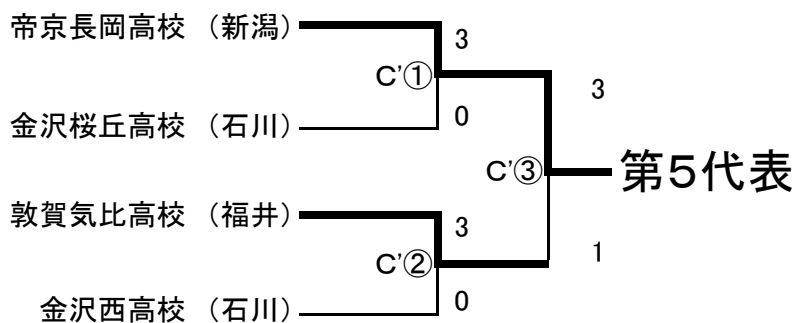 帝京長岡高校 （新潟）
3
C'①
3
金沢桜丘高校 （石川）
0
C'③
第5代表
敦賀気比高校 （福井）
3
1
C'②
金沢西高校 （石川）
0